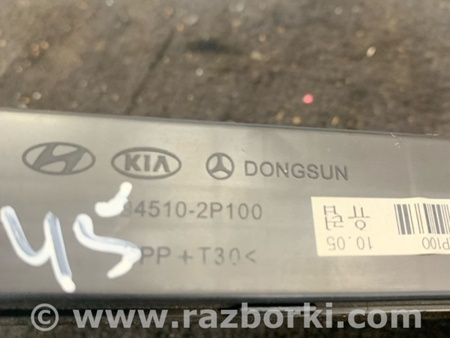 KIA DONGSUN
84510-2P100
PP+T30<
45
10.05
P100
www.razborki.com